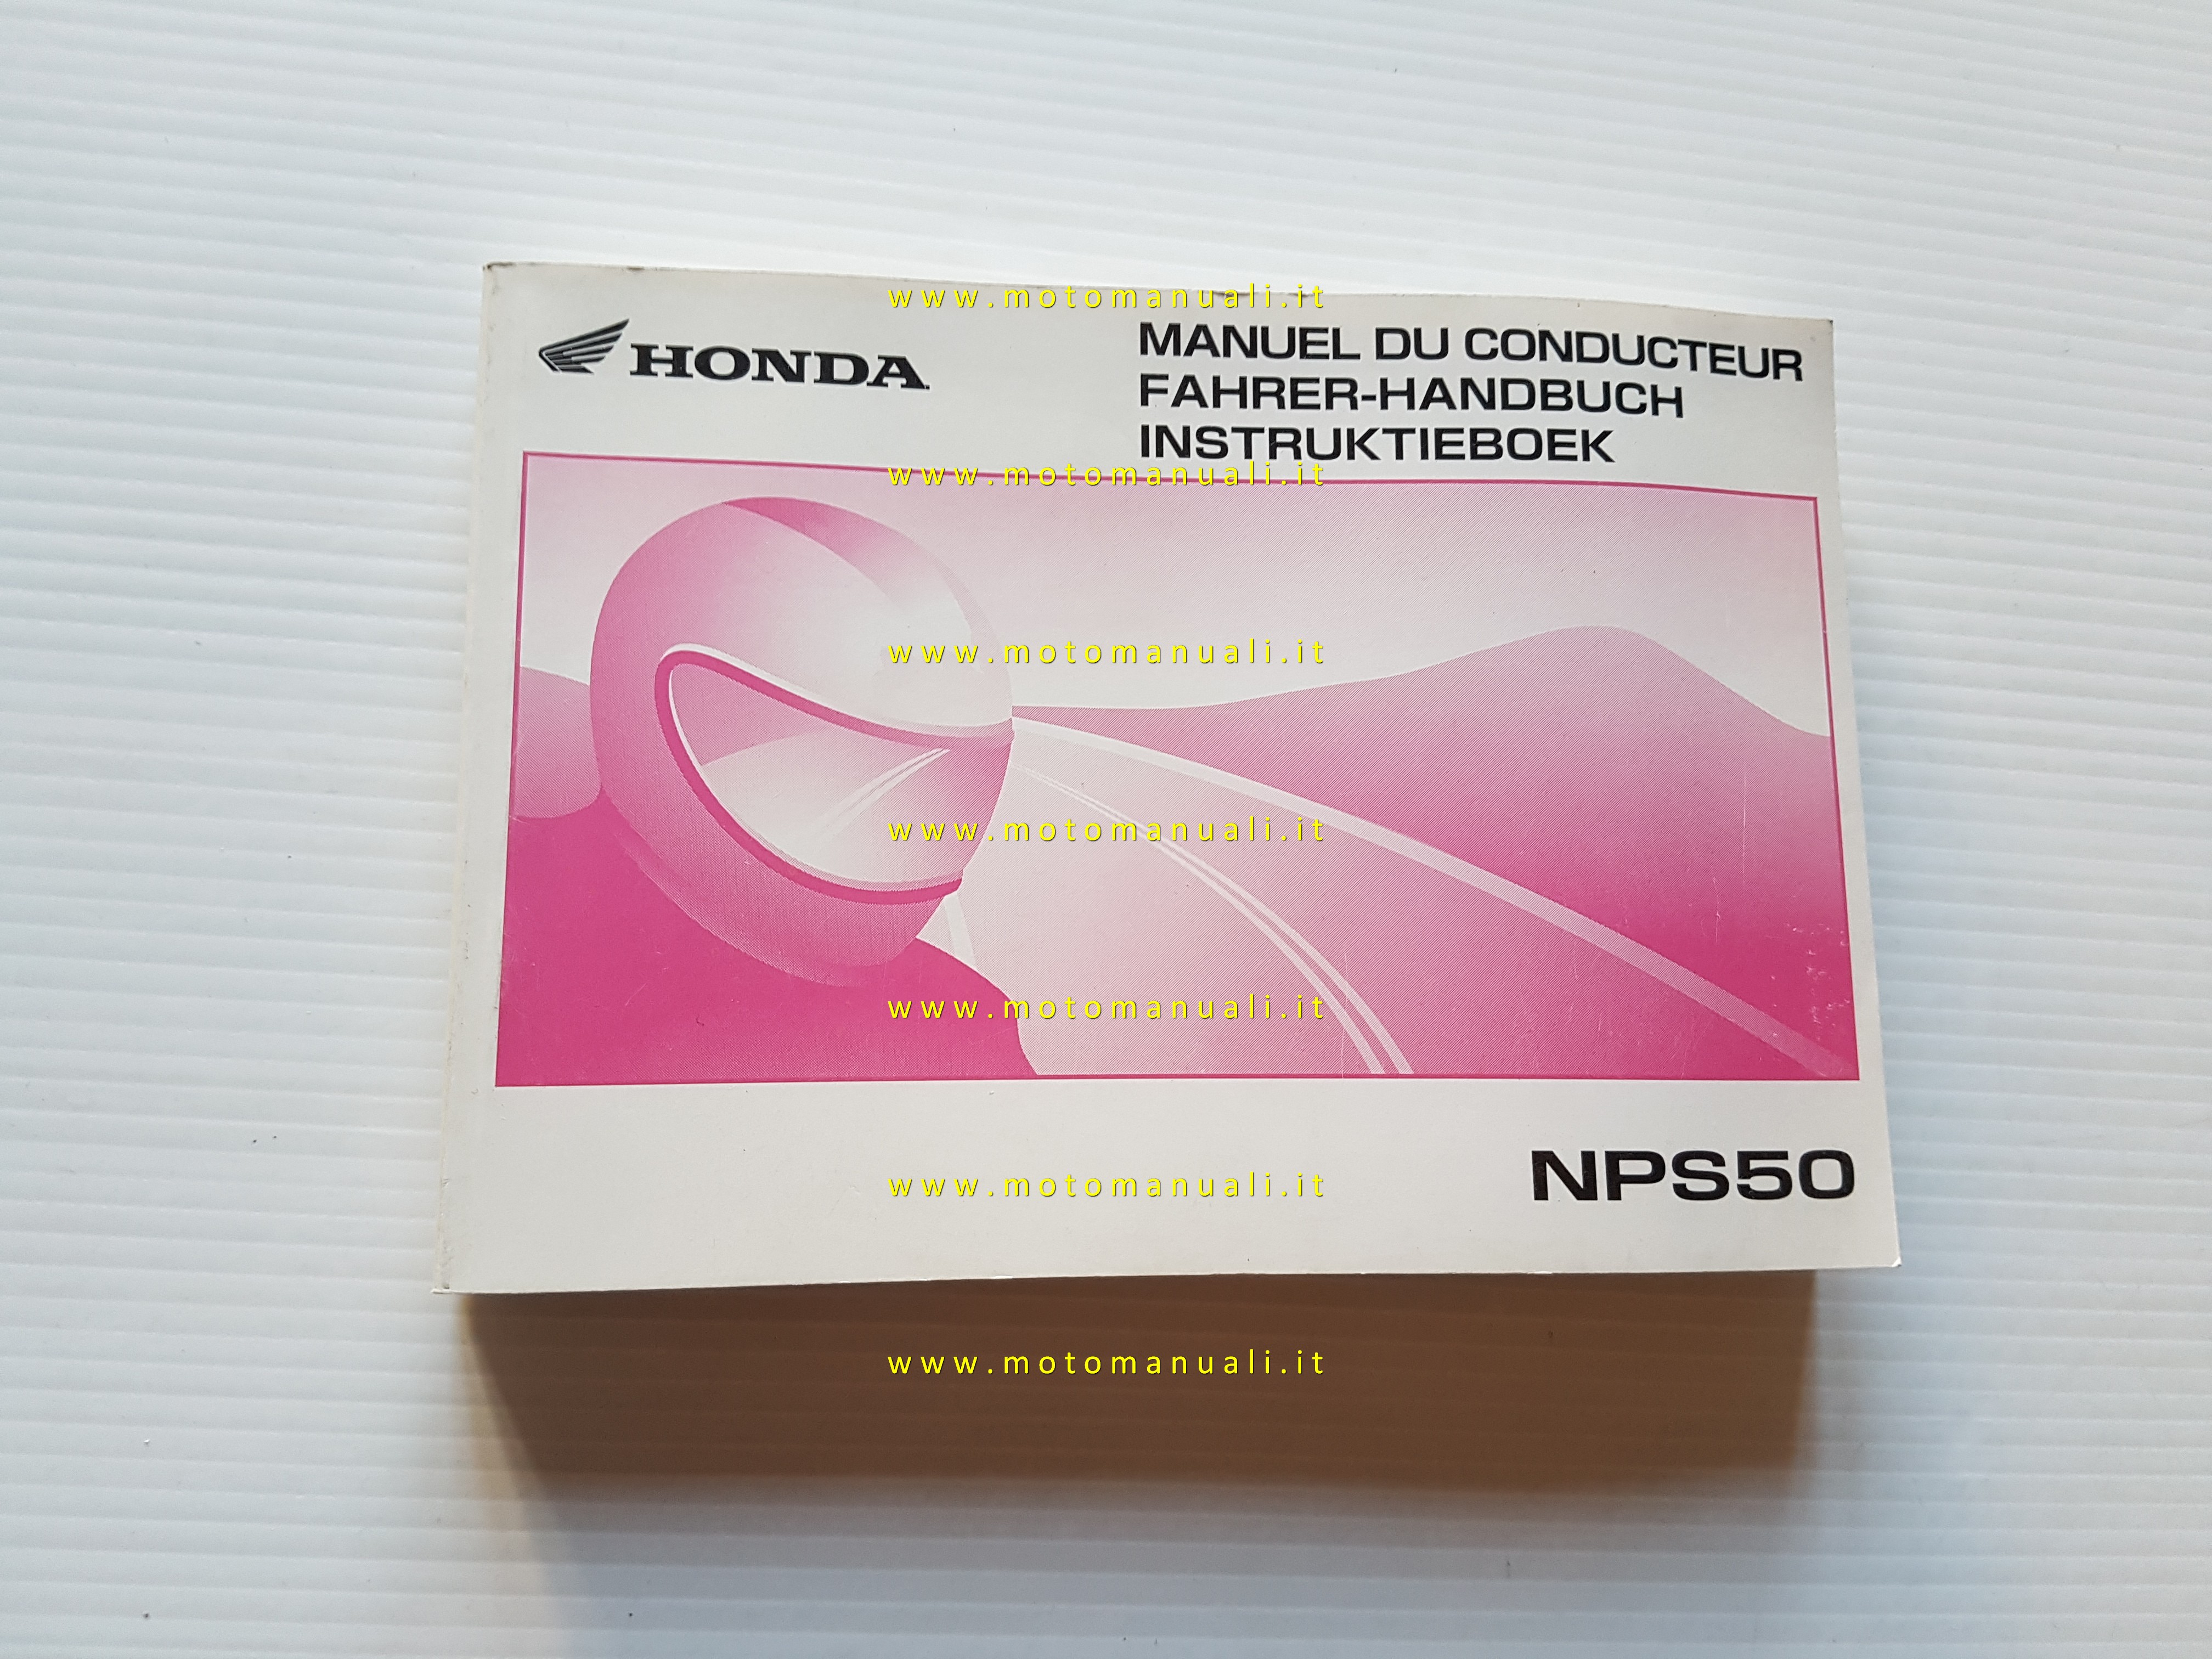 www.motomanuali.it
HONDA
MANUEL DU CONDUCTEUR
FAHRER-HANDBUCH
INSTRUKTIEBOEK
www.motomanuali.it
www.motomanuali.it
www.motomanuali.it
www.motomanuali.it
NPS50
www.motomanuali.it
www.motomanuali.it